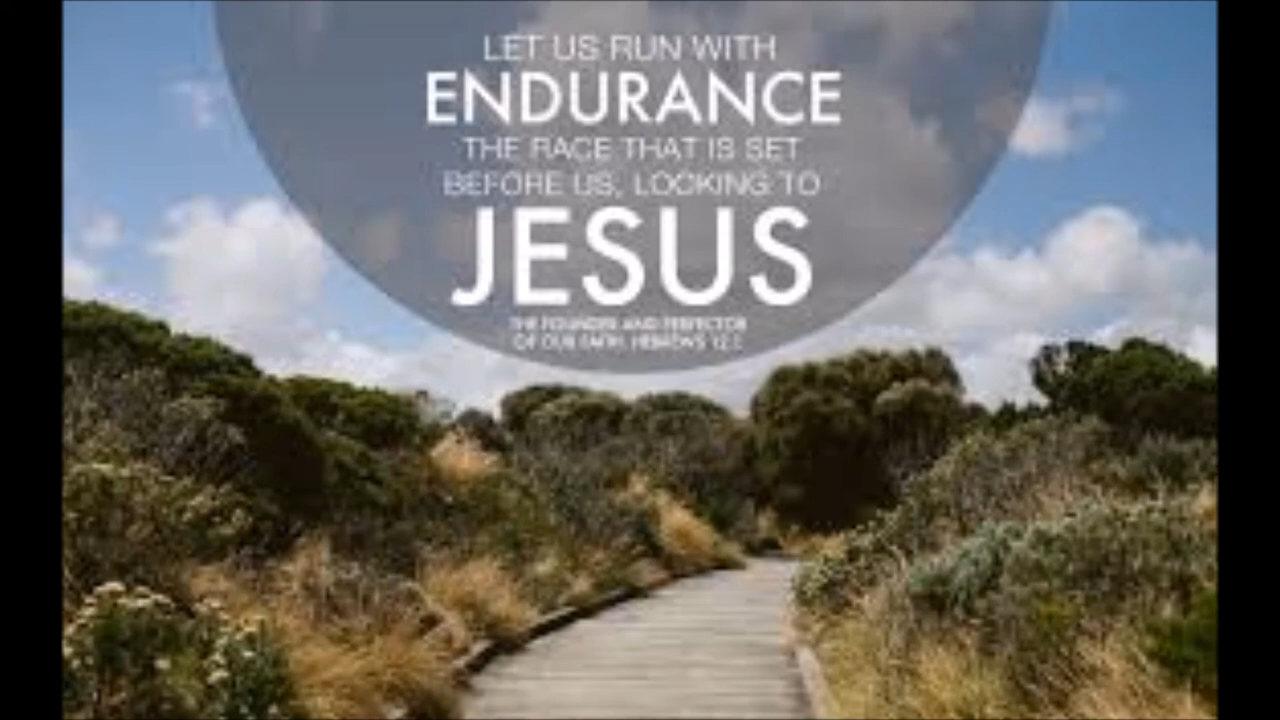 LET US RUN WITH
ENDURANCE
THE RACE THAT IS SET
BEFORE US, LOOKING TO
JESUS
THE FOUNDER AND PERFECTOR
OF OUR FAITH. HEBREWS